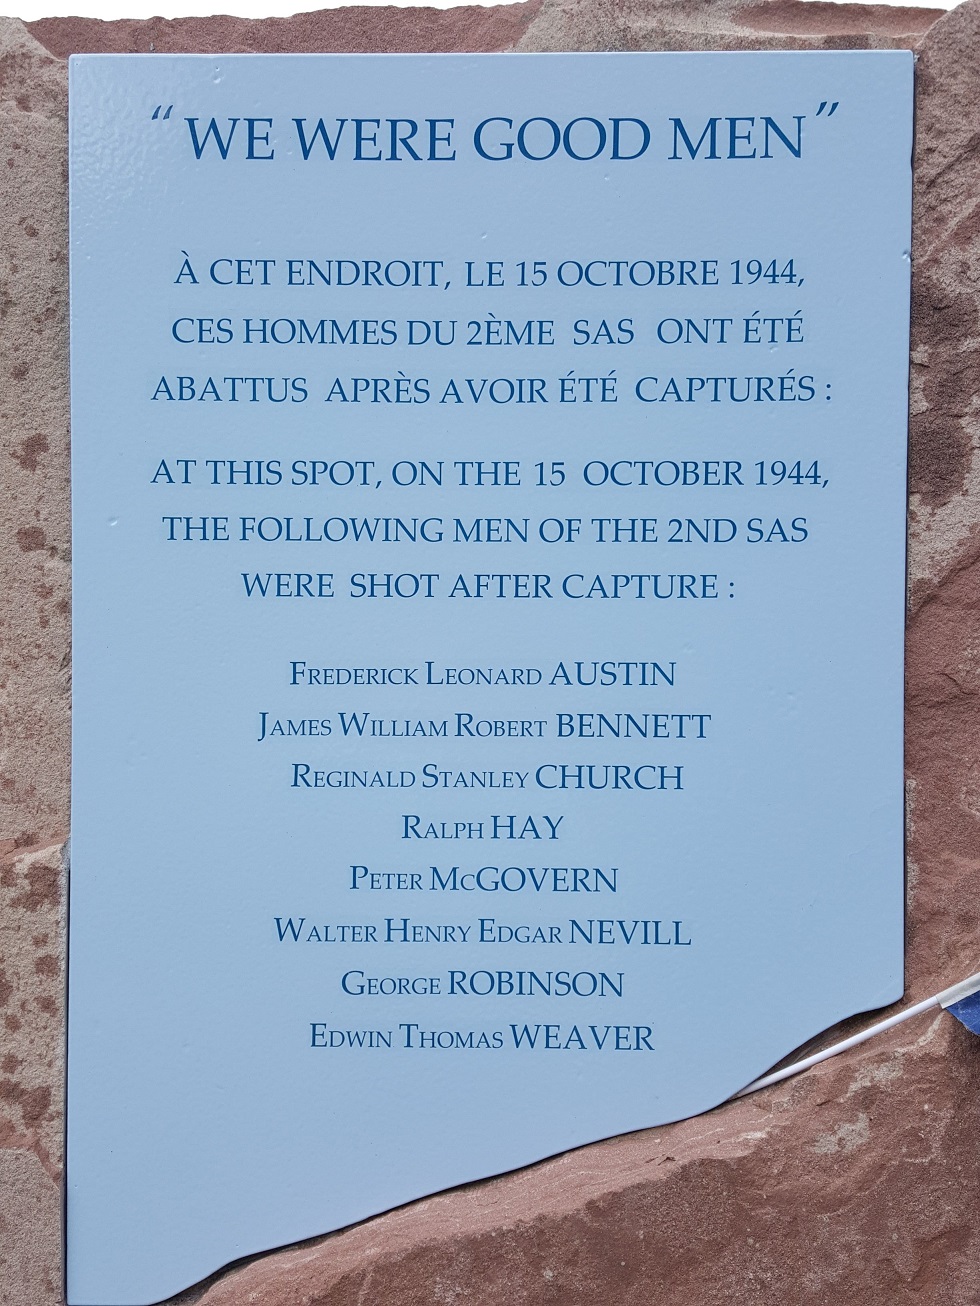 “WE WERE GOOD MEN”
À CET ENDROIT, LE 15 OCTOBRE 1944,
CES HOMMES DU 2ÈME SAS ONT ÉTÉ
ABATTUS APRÈS AVOIR ÉTÉ CAPTURÉS :
AT THIS SPOT, ON THE 15 OCTOBER 1944,
THE FOLLOWING MEN OF THE 2ND SAS
WERE SHOT AFTER CAPTURE :
FREDERICK LEONARD AUSTIN
JAMES WILLIAM ROBERT BENNETT
REGINALD STANLEY CHURCH
RALPH HAY
PETER McGOVERN
WALTER HENRY EDGAR NEVILL
GEORGE ROBINSON
EDWIN THOMAS WEAVER